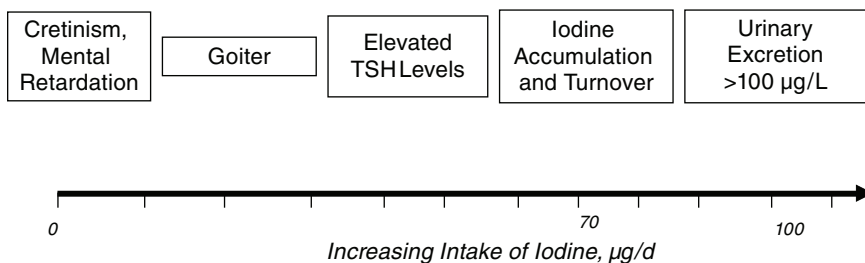 Cretinism,
Mental
Retardation
Goiter
Elevated
TSH Levels
Iodine
Accumulation
and Turnover
Urinary
Excretion
>100 µg/L
0
70
100
Increasing Intake of Iodine, µg/d